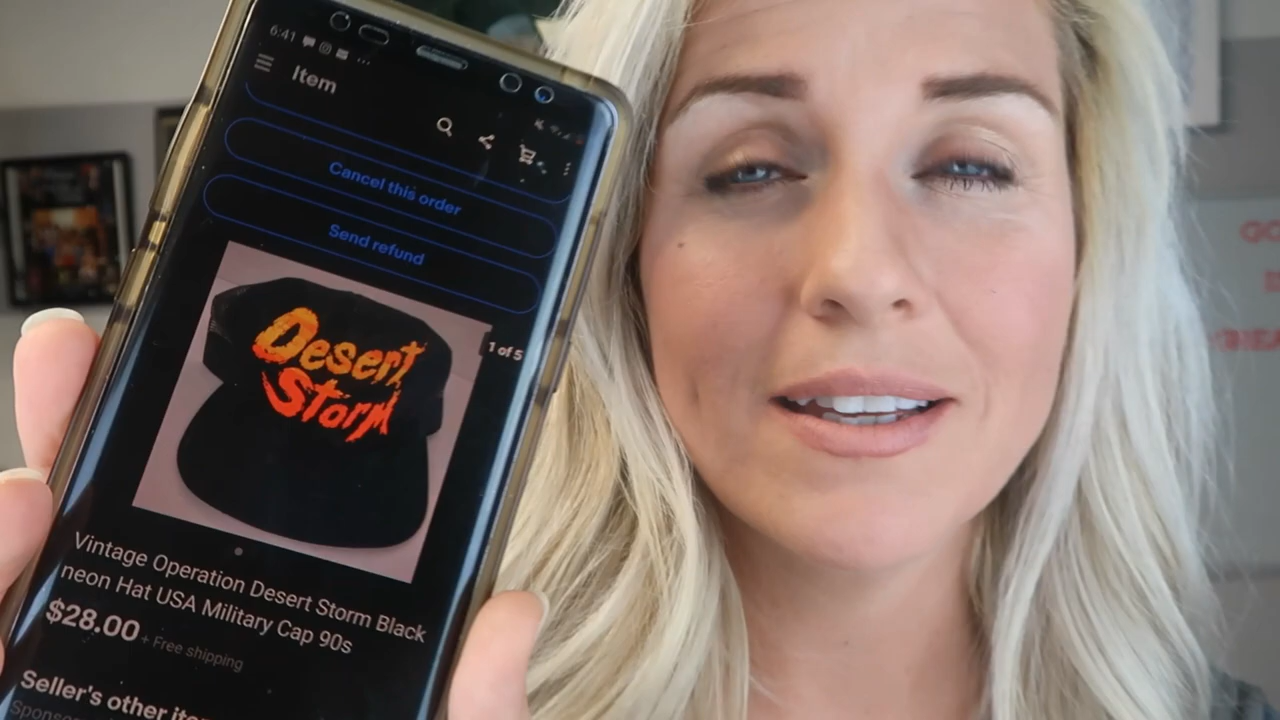 6:41
Item
Cancel this order
Send refund
Desert
Storm
1 of 5
Vintage Operation Desert Storm Black
neon Hat USA Military Cap 90s
$28.00 + Free shipping
Seller's other
GO